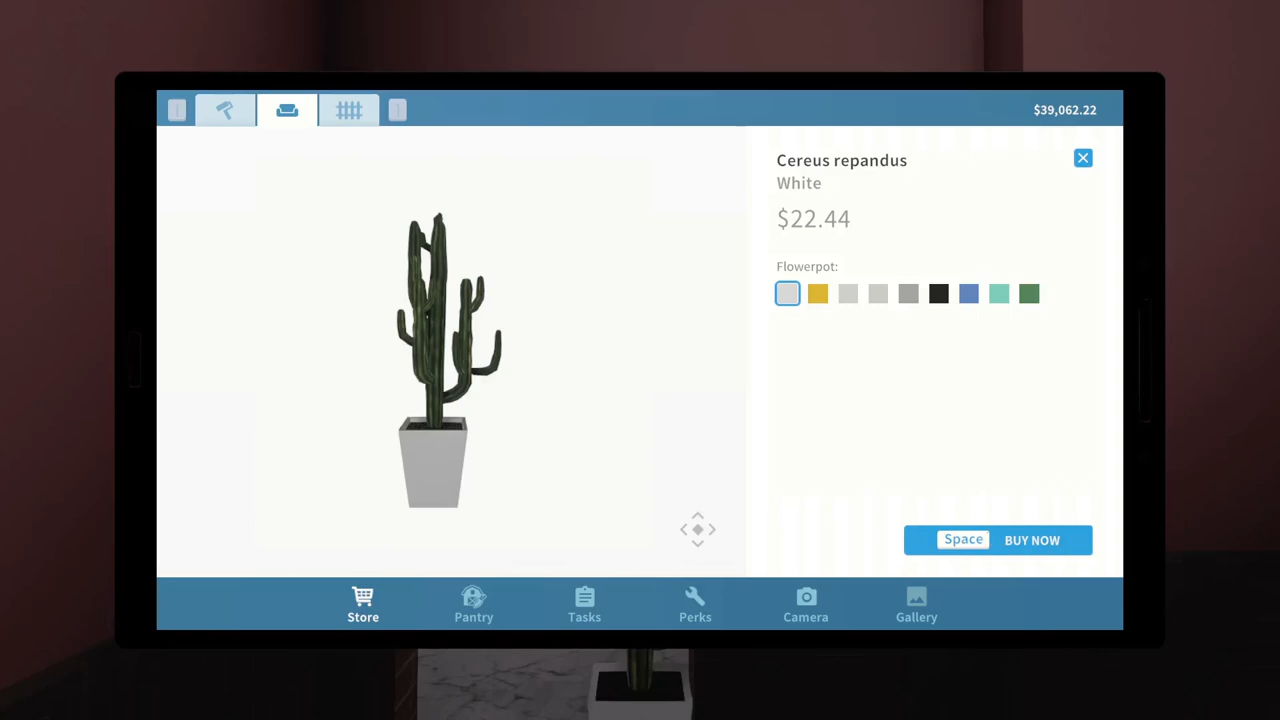 $39,062.22
Cereus repandus
White
$22.44
Flowerpot:
Space BUY NOW
Store Pantry Tasks Perks Camera Gallery